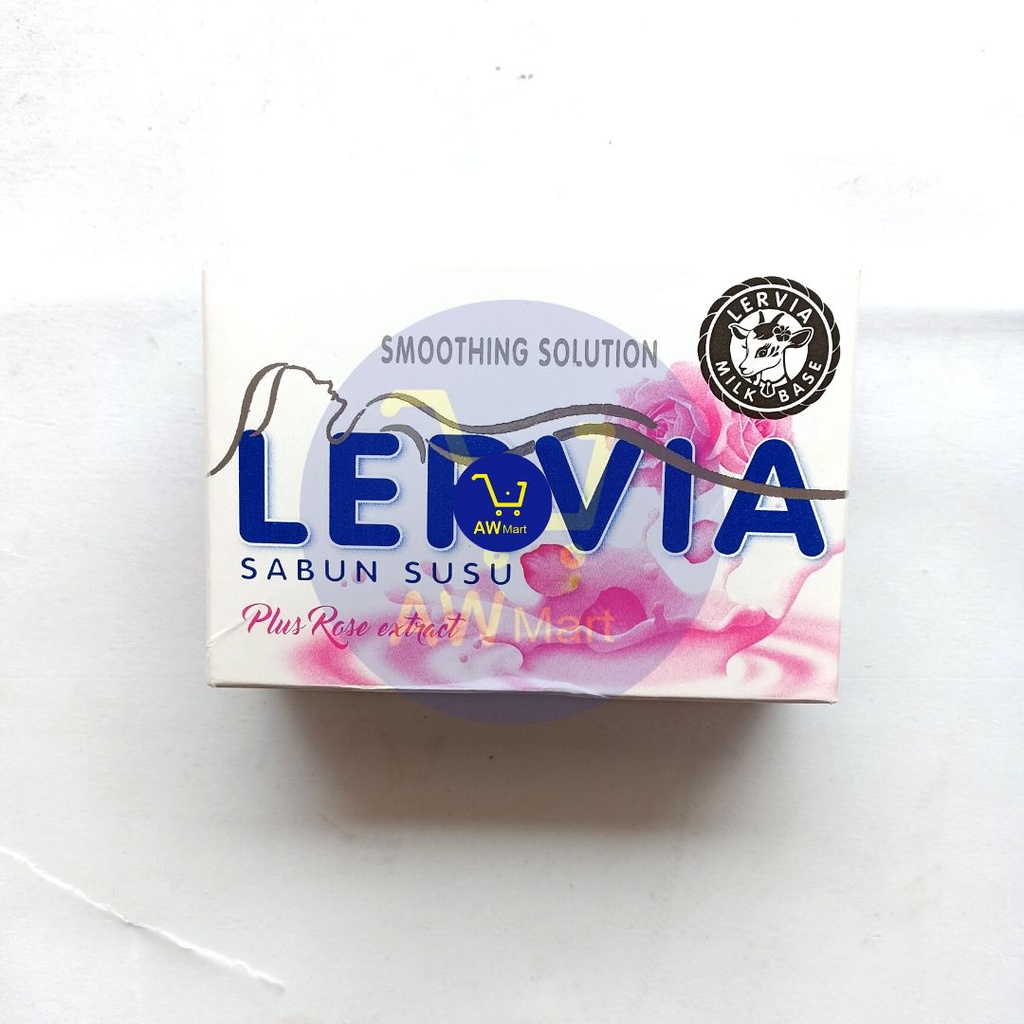 SMOOTHING SOLUTION
LERVIA
MILK BASE
LERVIA
AW Mart
SABUN SUSU
Plus Rose extract
AW Mart